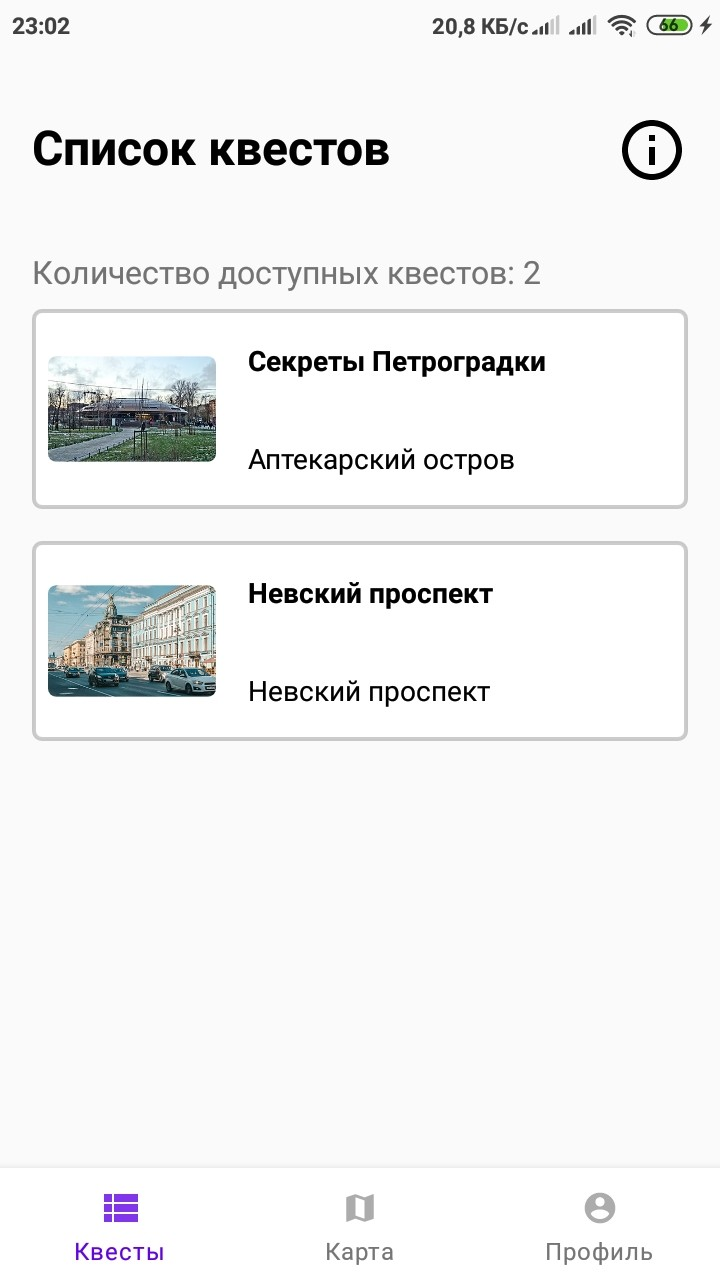 23:02
20,8 КБ/с
66
Список квестов
Количество доступных квестов: 2
Секреты Петроградки
Аптекарский остров
Невский проспект
Невский проспект
Квесты
Карта
Профиль